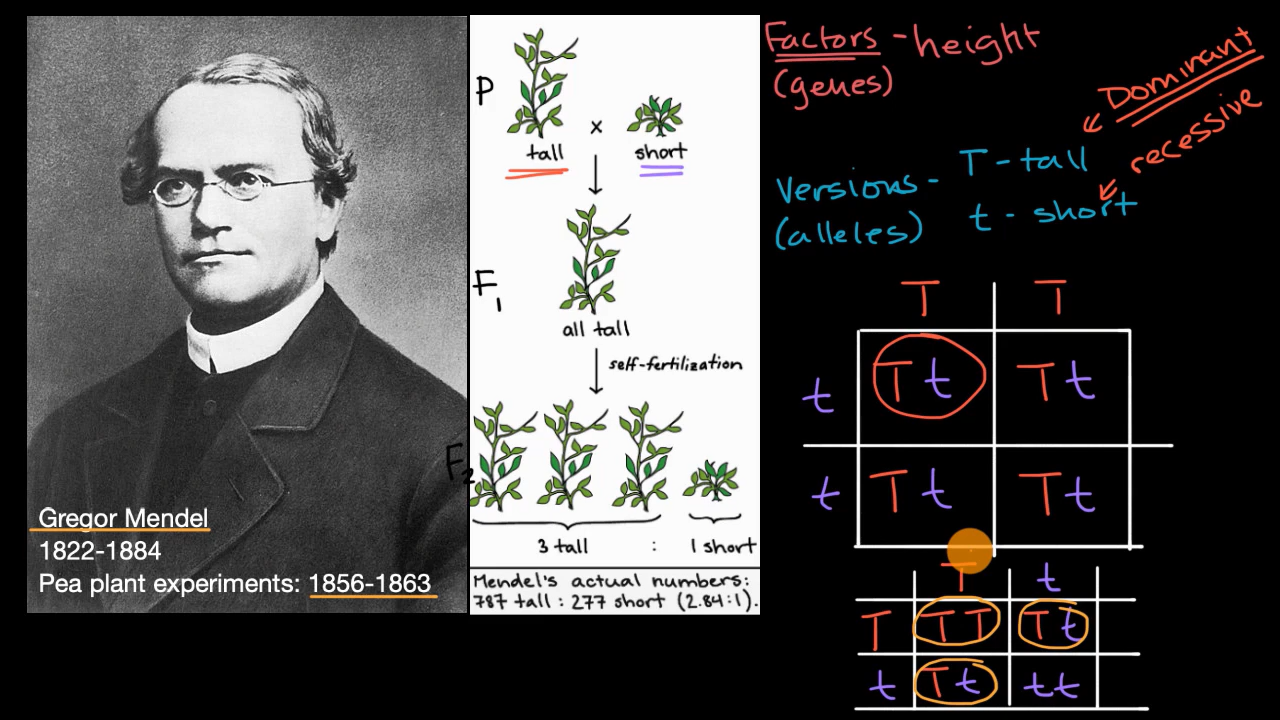 Gregor Mendel
1822-1884
Pea plant experiments: 1856-1863
P
tall
x
short
F1
all tall
self-fertilization
F2
3 tall : 1 short
Mendel's actual numbers:
787 tall : 277 short (2.84:1).
Factors - height
(genes)
Dominant
recessive
Versions - T - tall
(alleles) t - short
T T
t Tt Tt
t Tt Tt
T t
T TT Tt
t Tt tt